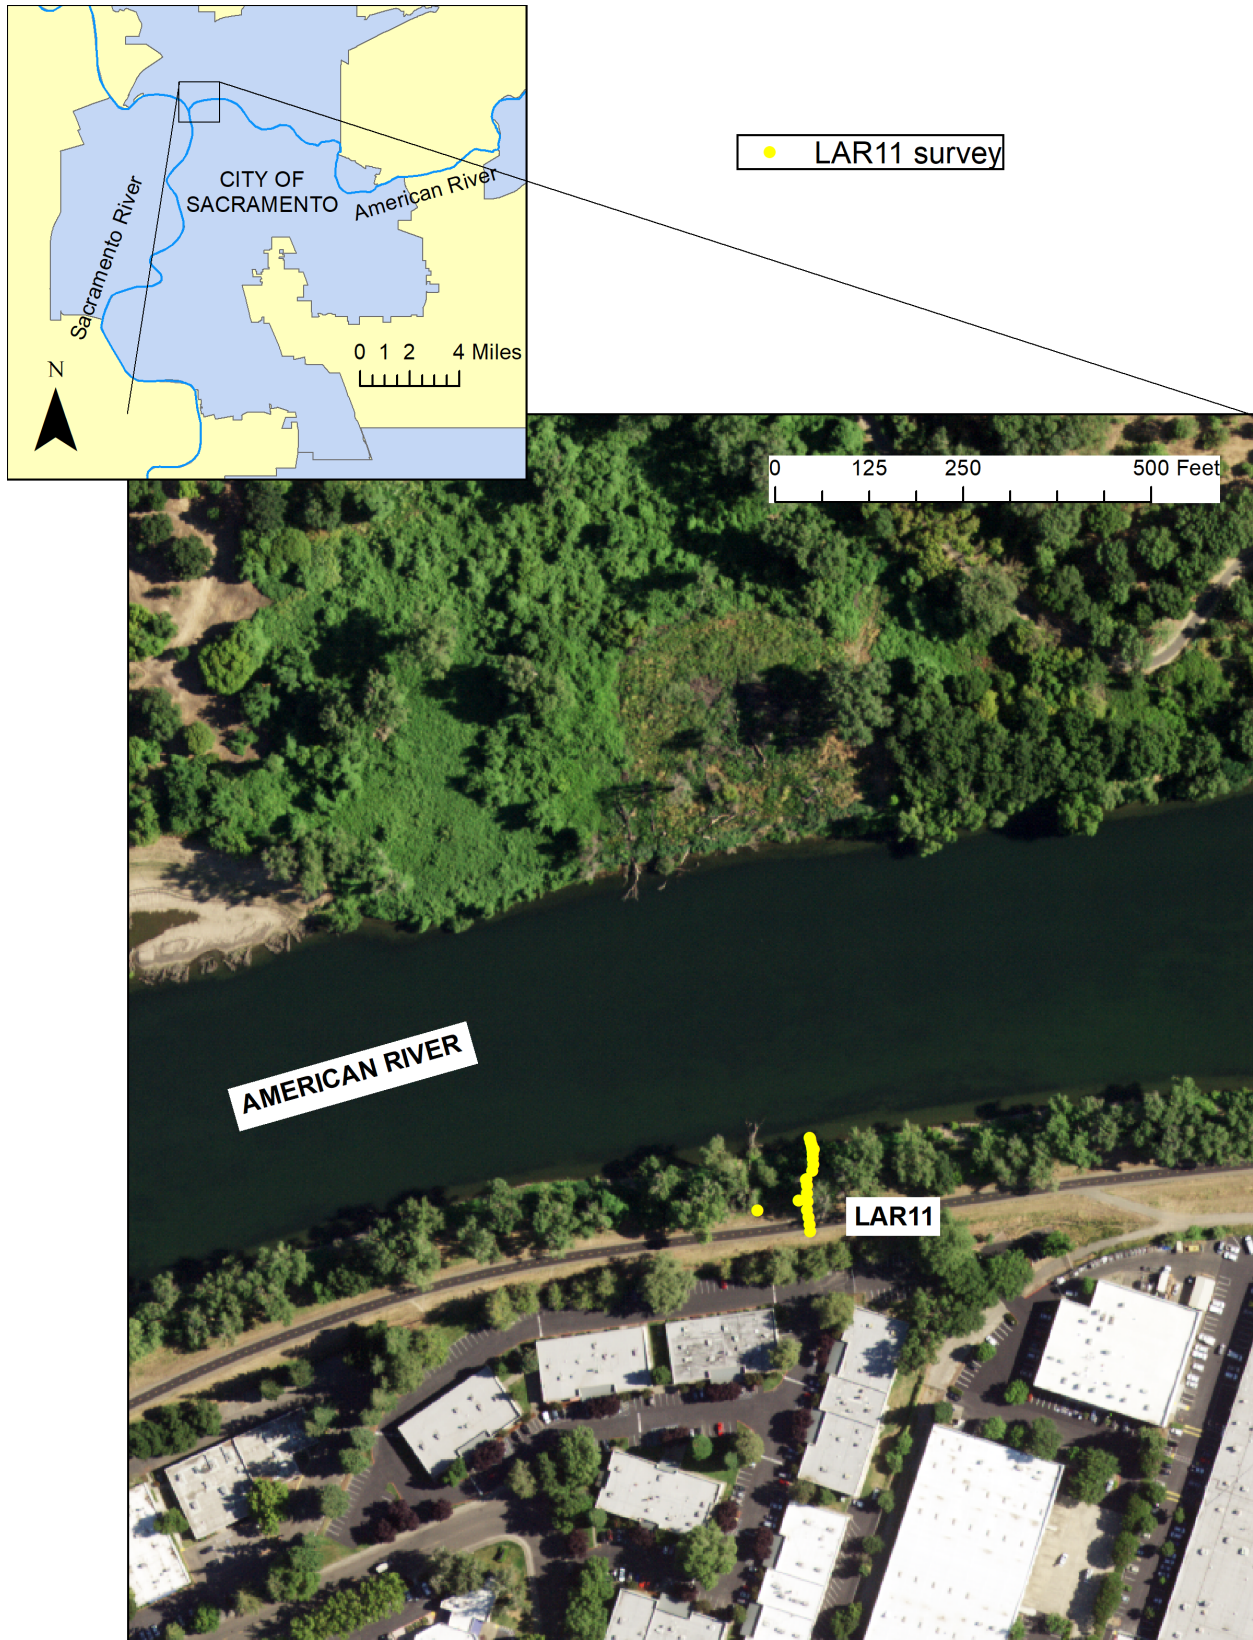 CITY OF
SACRAMENTO
American River
Sacramento River
0 1 2 4 Miles
N
LAR11 survey
0 125 250 500 Feet
AMERICAN RIVER
LAR11